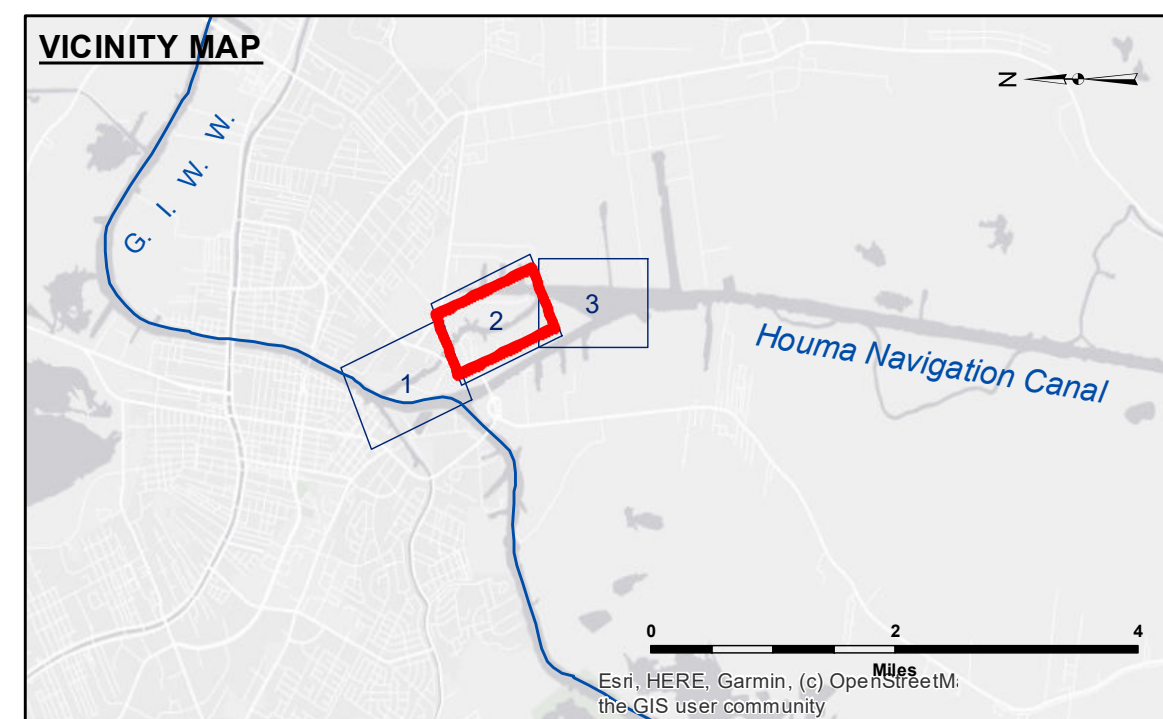 VICINITY MAP
N
G. I. W. W.
3
2
1
Houma Navigation Canal
0 2 4
Miles
Esri, HERE, Garmin, (c) OpenStreetMa
the GIS user community